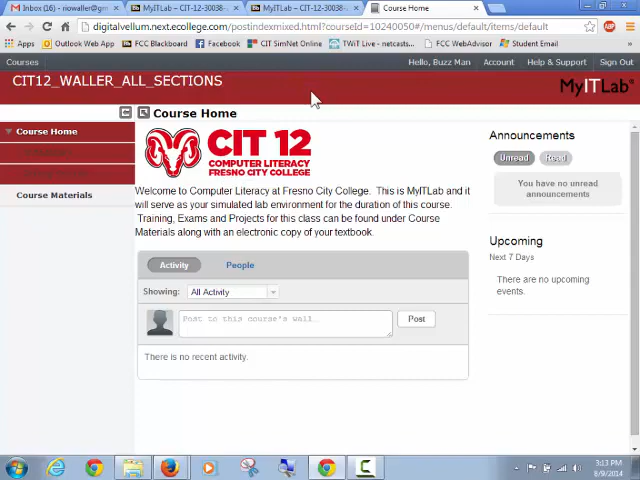 Inbox (6) - riowaller@gm
MyITLab – CIT-12-30038-
MyITLab – CIT-12-30038-
Course Home
digitalvellum.next.ecollege.com/postindexmixed.html?courseId=10240050#/menus/default/items/default
Apps
Outlook Web App
FCC Blackboard
FCC SimNet Online
Facebook
TWiT Live - netcasts...
FCC WebAdvisor
Student Email
Courses
Hello, Buzz Man
Account
Help & Support
Sign Out
CIT12_WALLER_ALL_SECTIONS
MyITLab®
Course Home
Course Home
Course Materials
CIT 12
COMPUTER LITERACY
FRESNO CITY COLLEGE
Welcome to Computer Literacy at Fresno City College. This is MyITLab and it
will serve as your simulated lab environment for the duration of this course.
Training, Exams and Projects for this class can be found under Course
Materials along with an electronic copy of your textbook.
Activity
People
Showing:
All Activity
Post to this course's wall...
Post
There is no recent activity.
Announcements
Unread
Read
You have no unread
announcements
Upcoming
Next 7 Days
There are no upcoming
events.
3:13 PM
8/9/2014